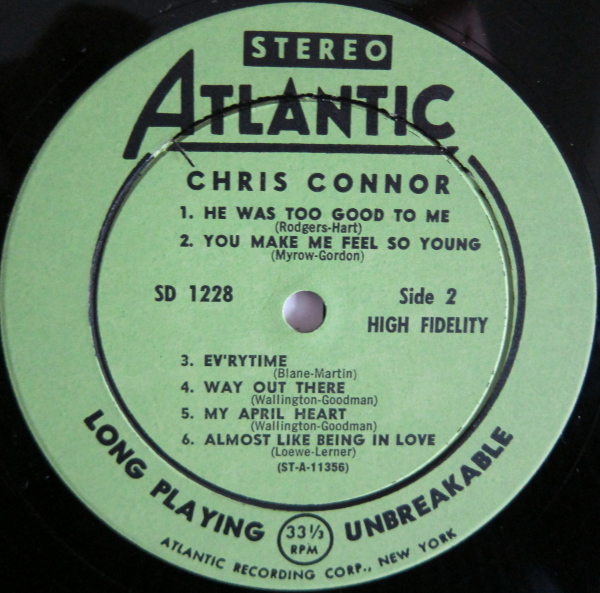 STEREO
ATLANTIC
CHRIS CONNOR
1. HE WAS TOO GOOD TO ME
(Rodgers-Hart)
2. YOU MAKE ME FEEL SO YOUNG
(Myrow-Gordon)
SD 1228
Side 2
HIGH FIDELITY
3. EV'RYTIME
(Blane-Martin)
4. WAY OUT THERE
(Wallington-Goodman)
5. MY APRIL HEART
(Wallington-Goodman)
6. ALMOST LIKE BEING IN LOVE
(Loewe-Lerner)
(ST-A-11356)
LONG PLAYING 33⅓ RPM UNBREAKABLE
ATLANTIC RECORDING CORP., NEW YORK